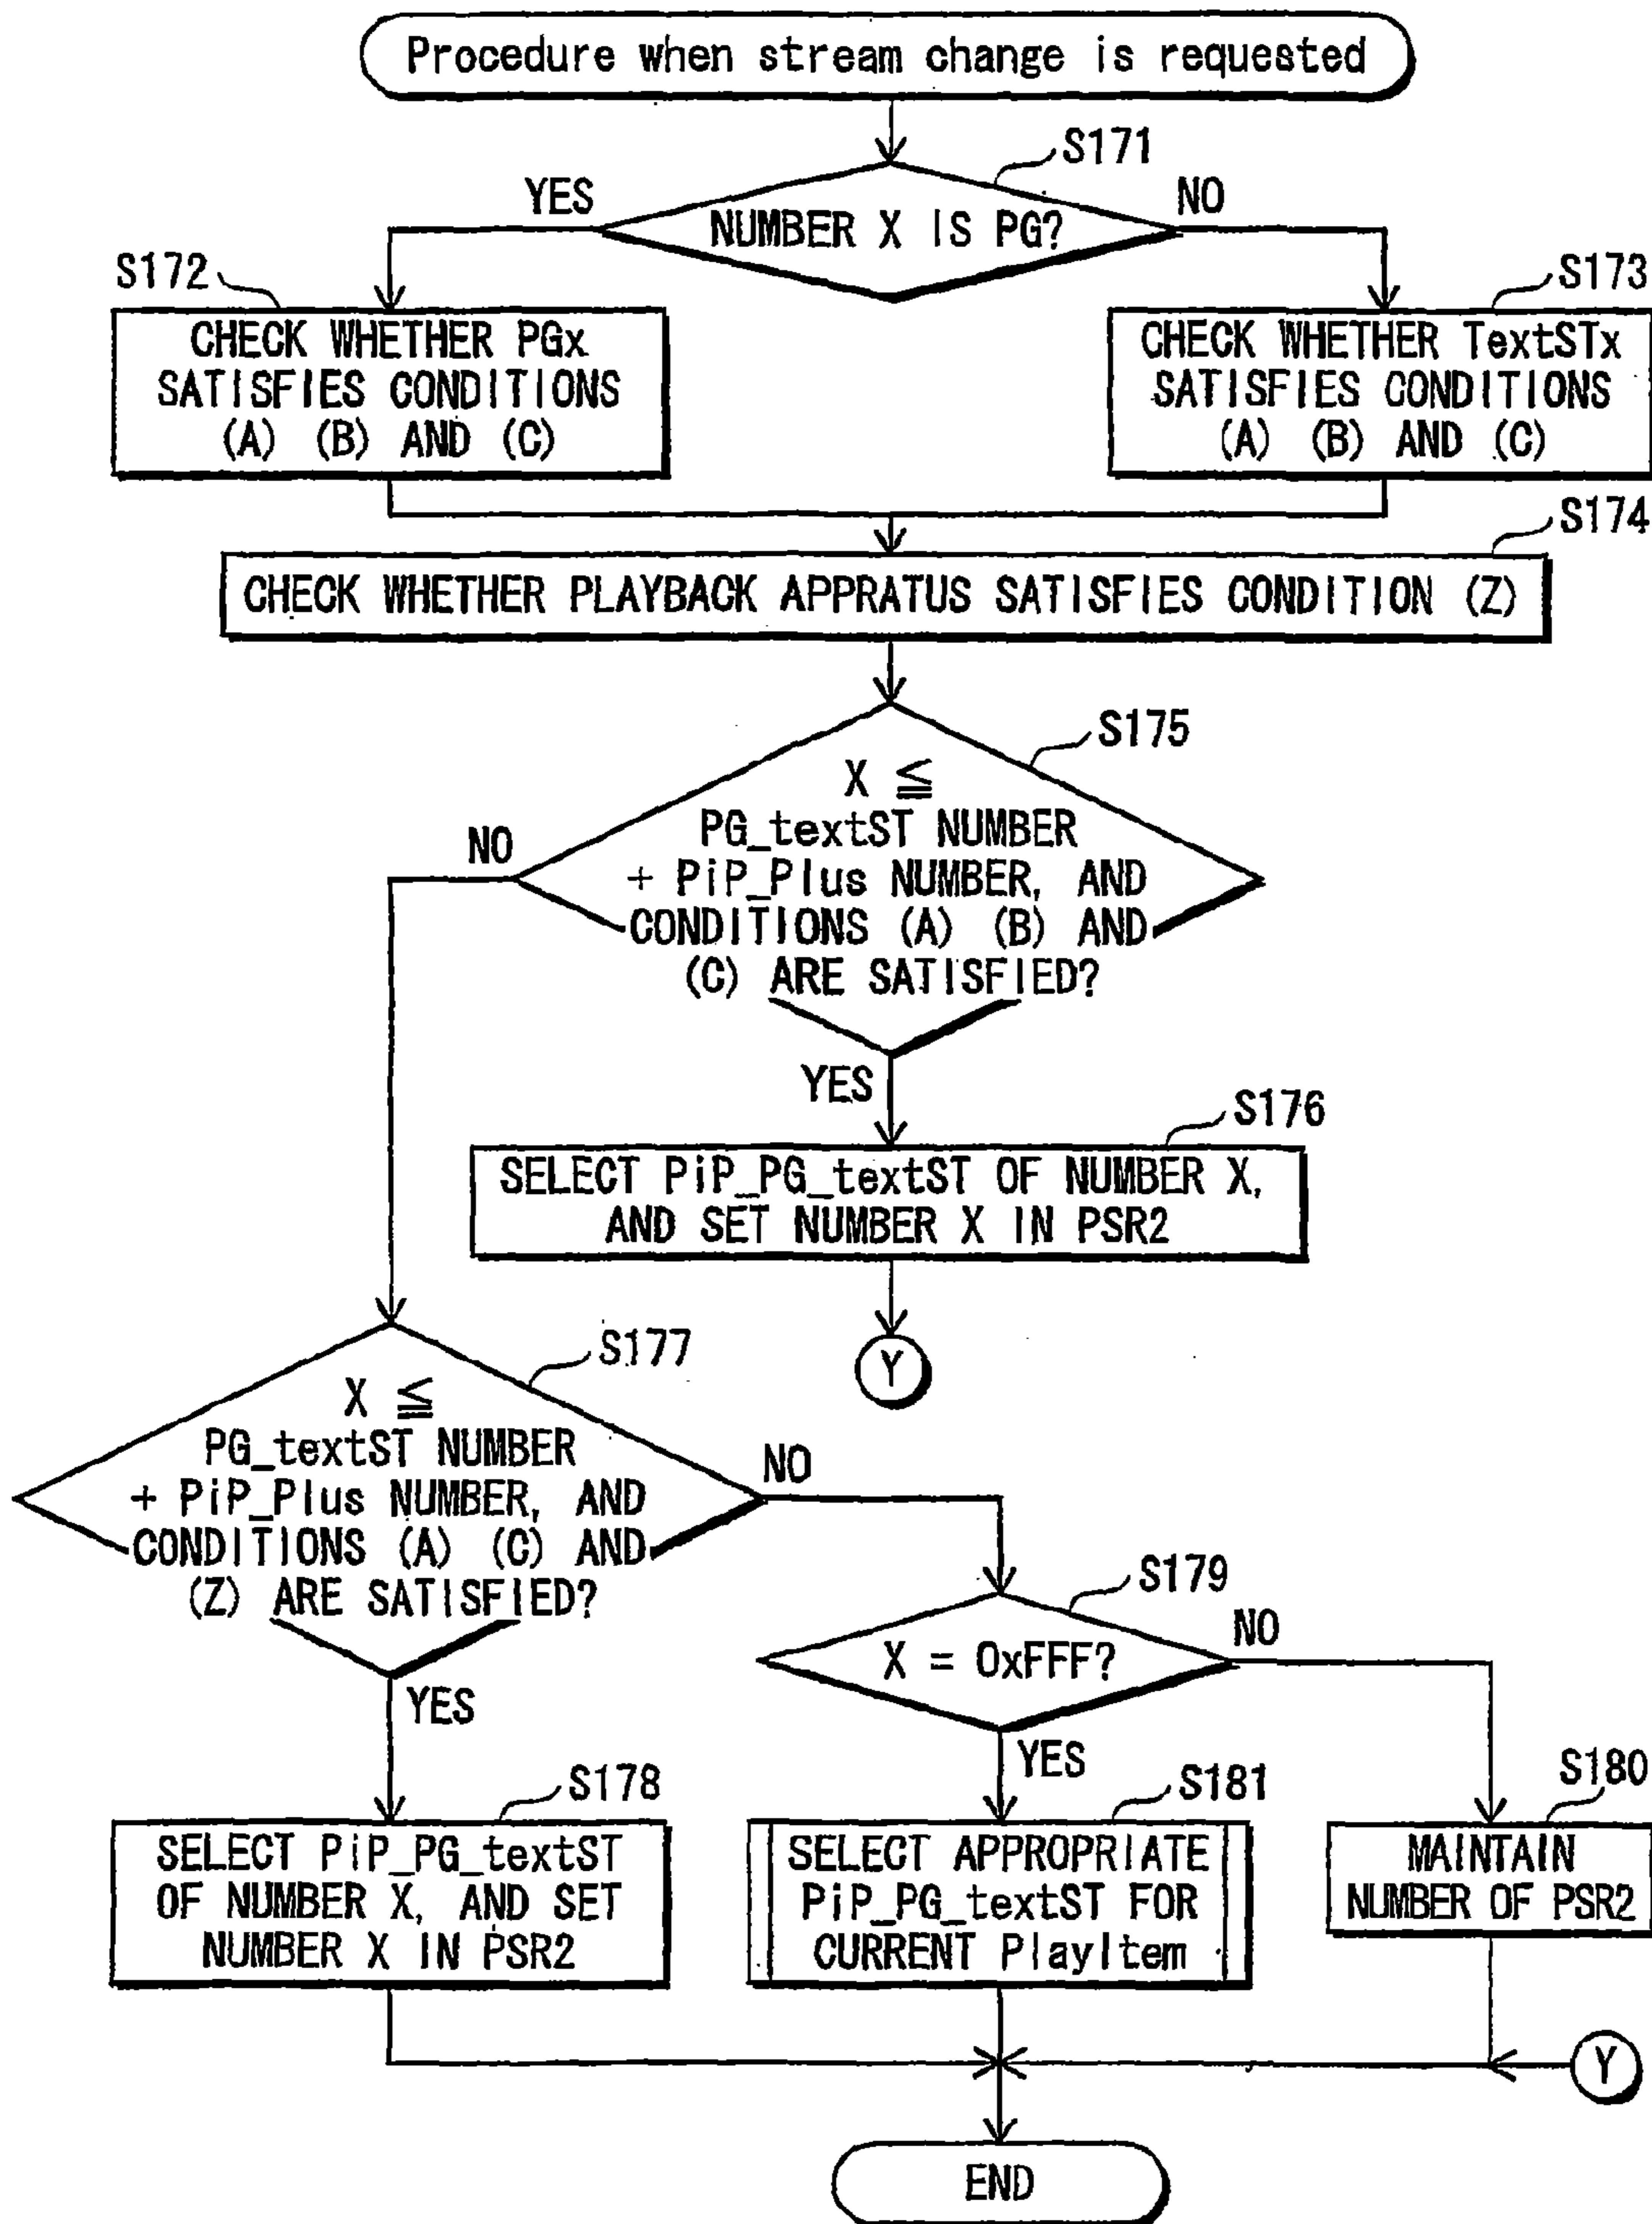 Procedure when stream change is requested
S171
YES
NUMBER X IS PG?
NO
S172
CHECK WHETHER PGx
SATISFIES CONDITIONS
(A) (B) AND (C)
S173
CHECK WHETHER TextSTx
SATISFIES CONDITIONS
(A) (B) AND (C)
S174
CHECK WHETHER PLAYBACK APPRATUS SATISFIES CONDITION (Z)
S175
X ≦
PG_textST NUMBER
+ PiP_Plus NUMBER, AND
CONDITIONS (A) (B) AND
(C) ARE SATISFIED?
NO
YES
S176
SELECT PiP_PG_textST OF NUMBER X,
AND SET NUMBER X IN PSR2
Y
S177
X ≦
PG_textST NUMBER
+ PiP_Plus NUMBER, AND
CONDITIONS (A) (C) AND
(Z) ARE SATISFIED?
NO
YES
S179
X = 0xFFF?
NO
YES
S178
SELECT PiP_PG_textST
OF NUMBER X, AND SET
NUMBER X IN PSR2
S181
SELECT APPROPRIATE
PiP_PG_textST FOR
CURRENT PlayItem
S180
MAINTAIN
NUMBER OF PSR2
Y
END